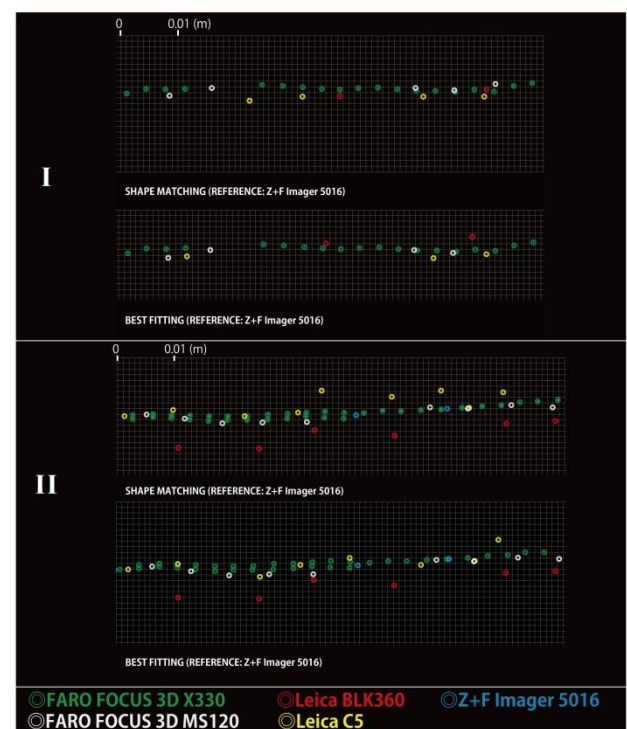 0 0.01 (m)
I
SHAPE MATCHING (REFERENCE: Z+F Imager 5016)
BEST FITTING (REFERENCE: Z+F Imager 5016)
0 0.01 (m)
II
SHAPE MATCHING (REFERENCE: Z+F Imager 5016)
BEST FITTING (REFERENCE: Z+F Imager 5016)
FARO FOCUS 3D X330 Leica BLK360 Z+F Imager 5016
FARO FOCUS 3D MS120 Leica C5